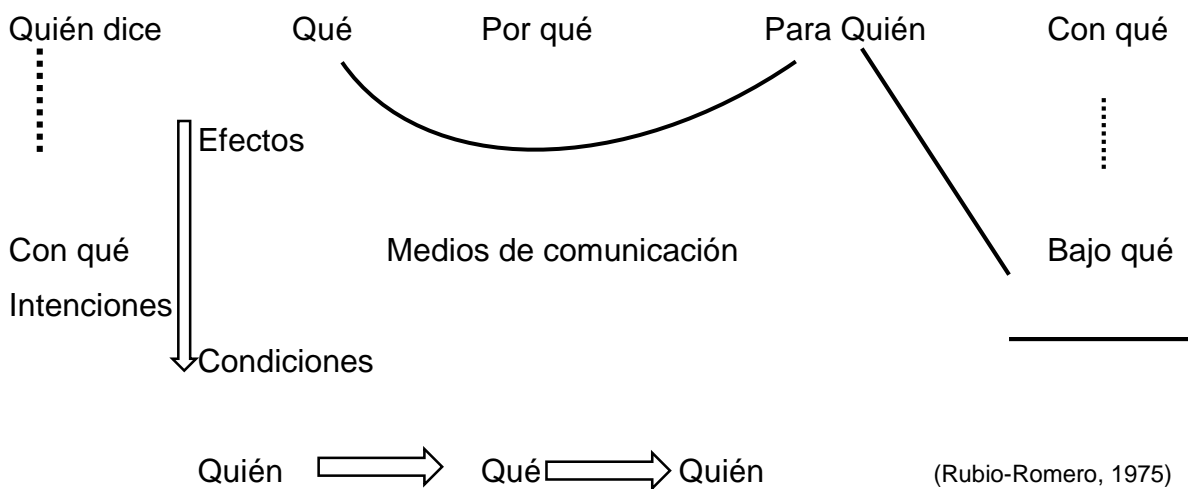 Quién dice Qué Por qué Para Quién Con qué
Efectos
Con qué Medios de comunicación Bajo qué
Intenciones
Condiciones
Quién Qué Quién (Rubio-Romero, 1975)